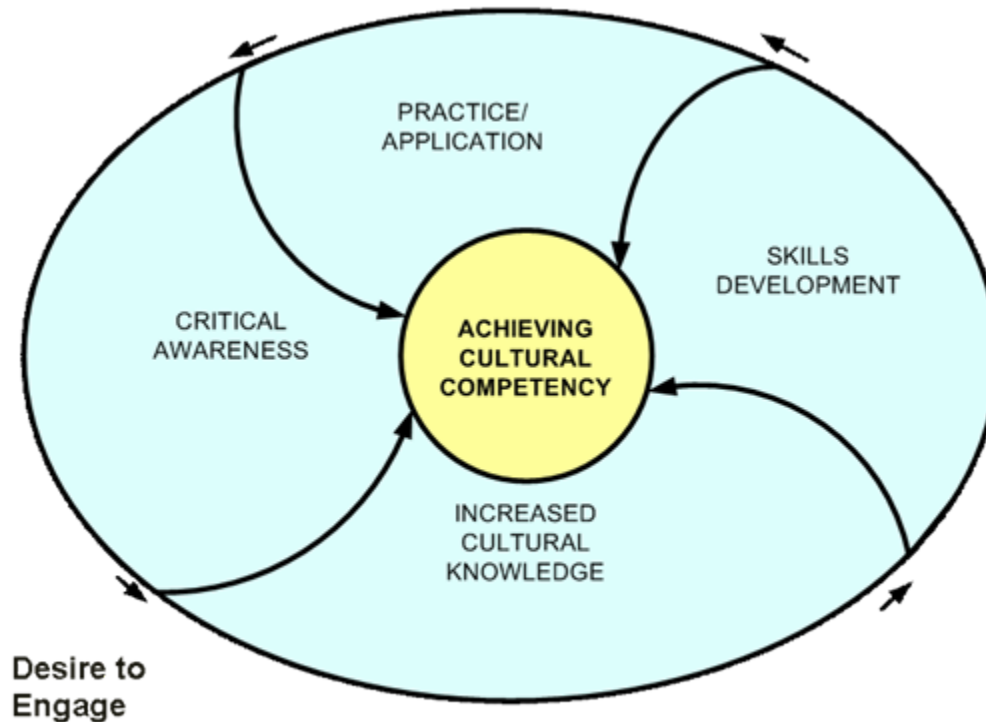 PRACTICE/
APPLICATION
SKILLS
DEVELOPMENT
CRITICAL
AWARENESS
ACHIEVING
CULTURAL
COMPETENCY
INCREASED
CULTURAL
KNOWLEDGE
Desire to
Engage